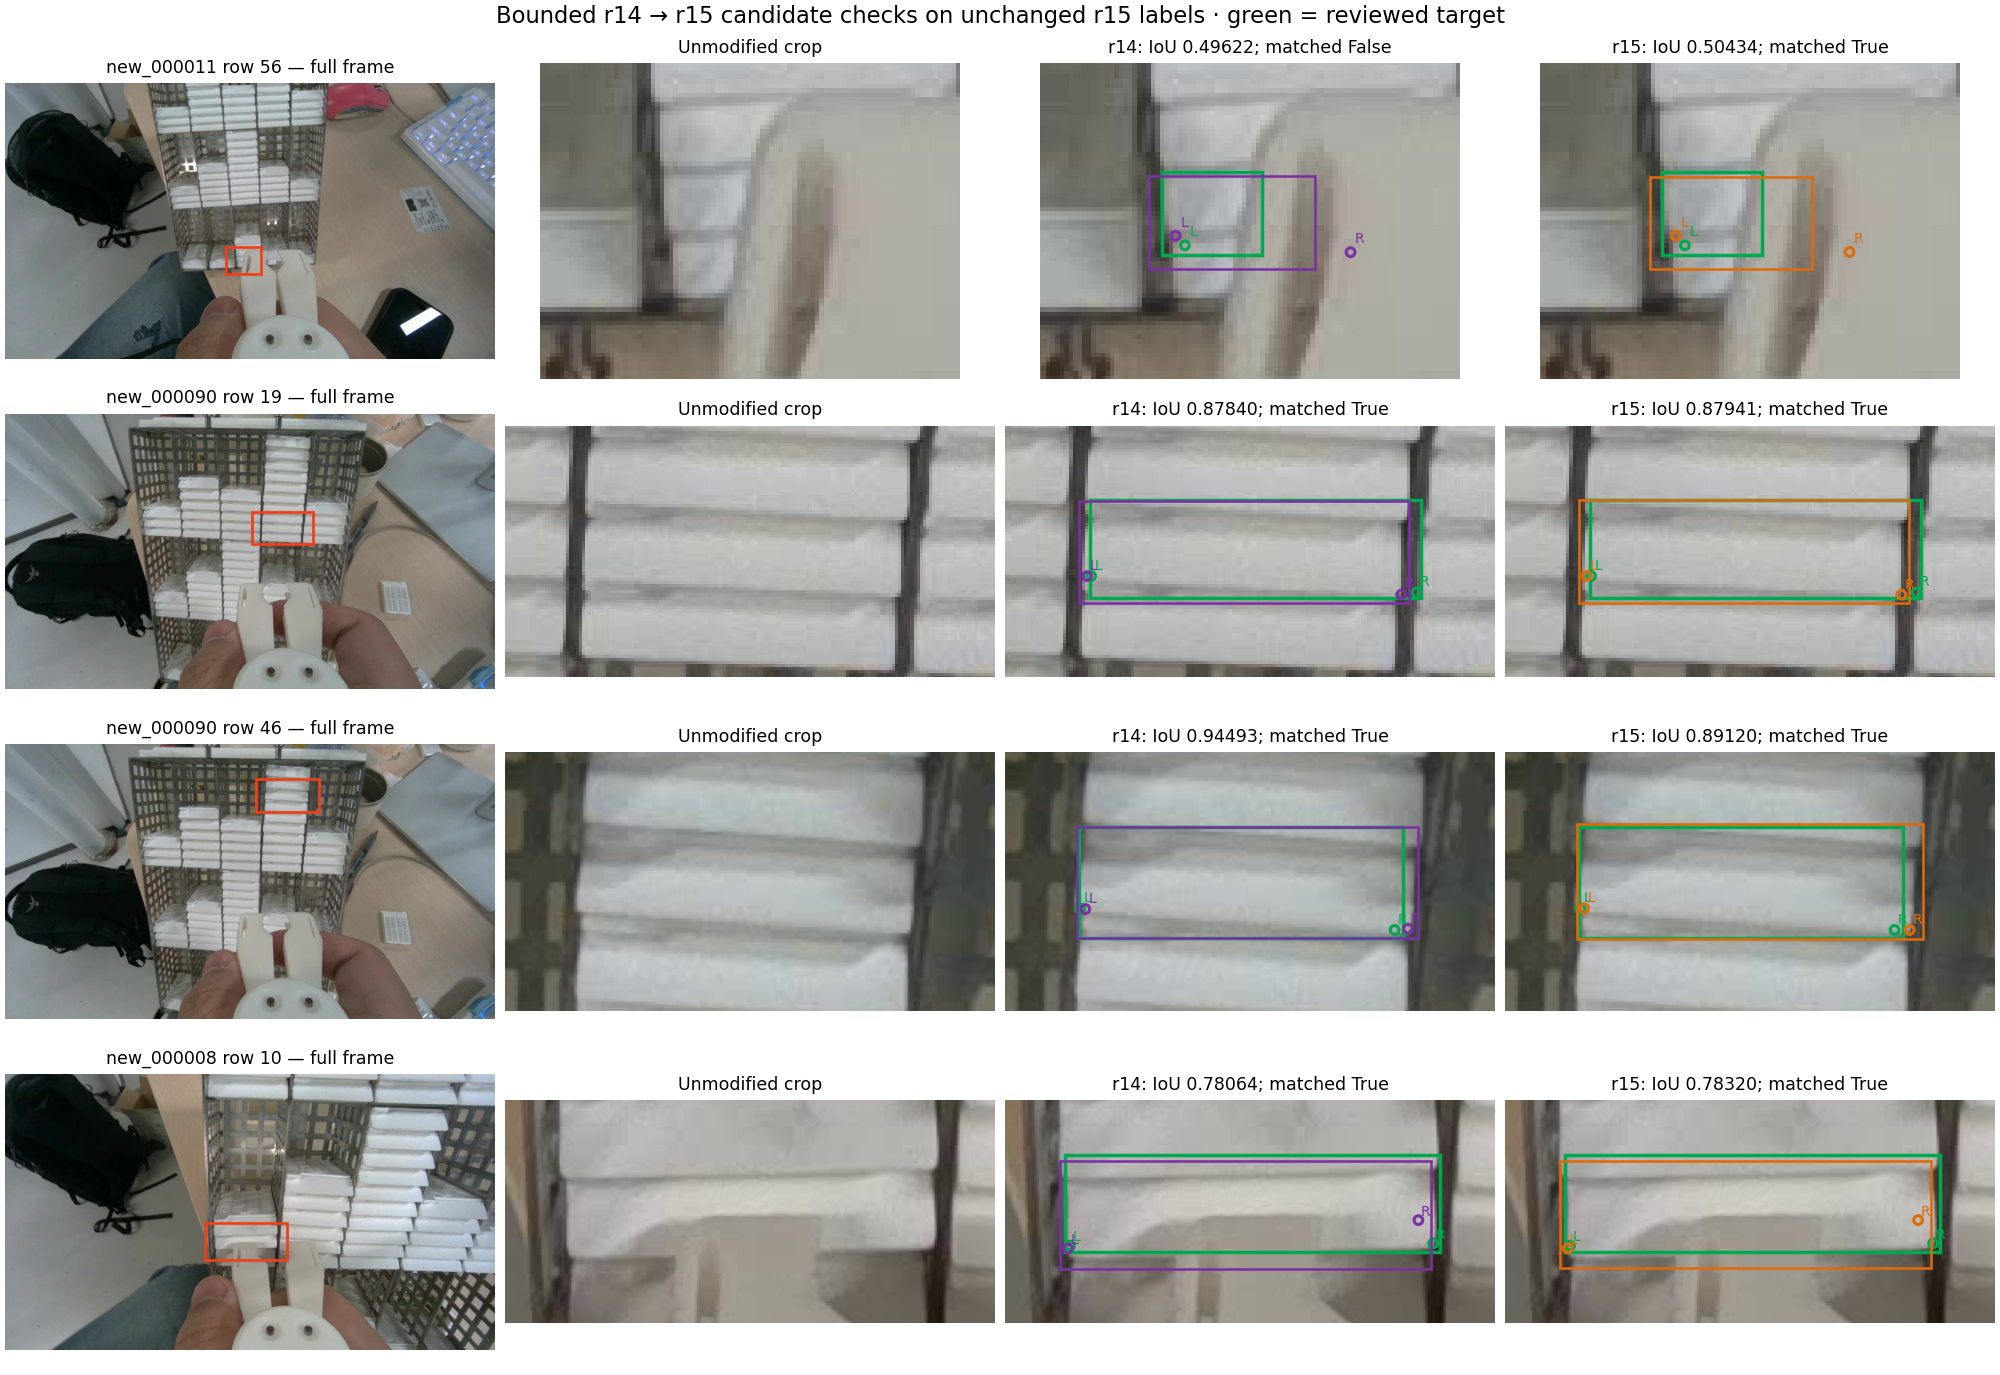 Bounded r14 → r15 candidate checks on unchanged r15 labels · green = reviewed target
new_000011 row 56 — full frame
Unmodified crop
r14: IoU 0.49622; matched False
r15: IoU 0.50434; matched True
L
L
R
L
L
R
new_000090 row 19 — full frame
Unmodified crop
r14: IoU 0.87840; matched True
r15: IoU 0.87941; matched True
L
L
R
R
L
R
R
new_000090 row 46 — full frame
Unmodified crop
r14: IoU 0.94493; matched True
r15: IoU 0.89120; matched True
L
L
R
L
R
R
new_000008 row 10 — full frame
Unmodified crop
r14: IoU 0.78064; matched True
r15: IoU 0.78320; matched True
L
R
R
L
R